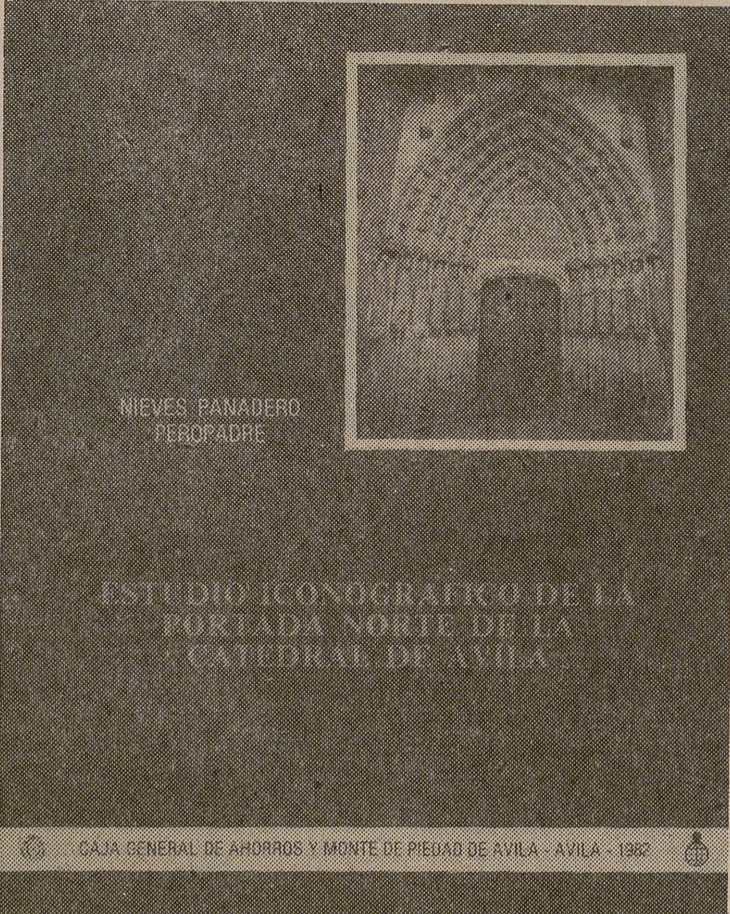 NIEVES PANADERO
PEROPADRE
ESTUDIO ICONOGRAFICO DE LA
PORTADA NORTE DE LA
CATEDRAL DE AVILA
CAJA GENERAL DE AHORROS Y MONTE DE PIEDAD DE AVILA - AVILA - 1982